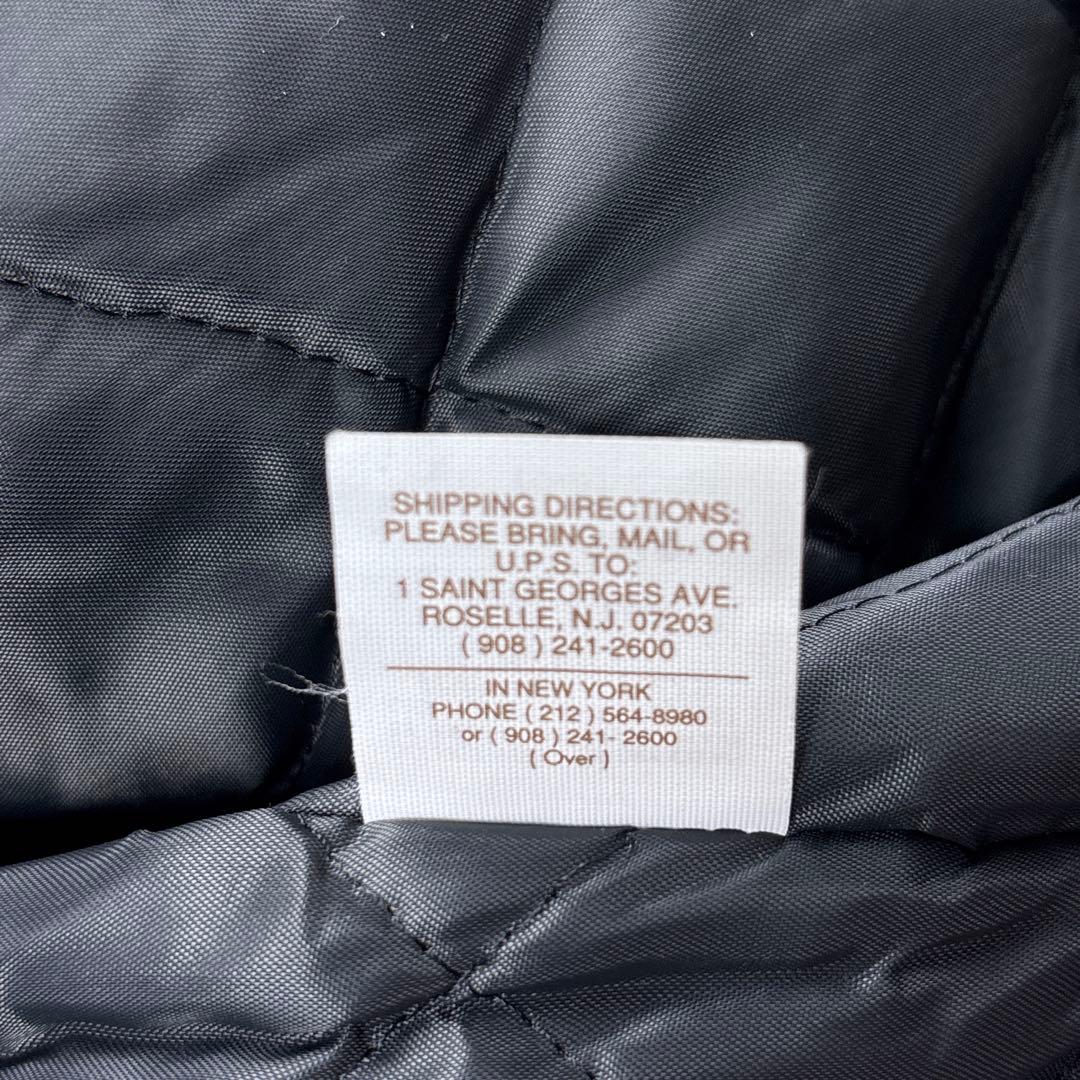 SHIPPING DIRECTIONS:
PLEASE BRING, MAIL, OR
U.P.S. TO:
1 SAINT GEORGES AVE.
ROSELLE, N.J. 07203
( 908 ) 241-2600
IN NEW YORK
PHONE ( 212 ) 564-8980
or ( 908 ) 241- 2600
( Over )